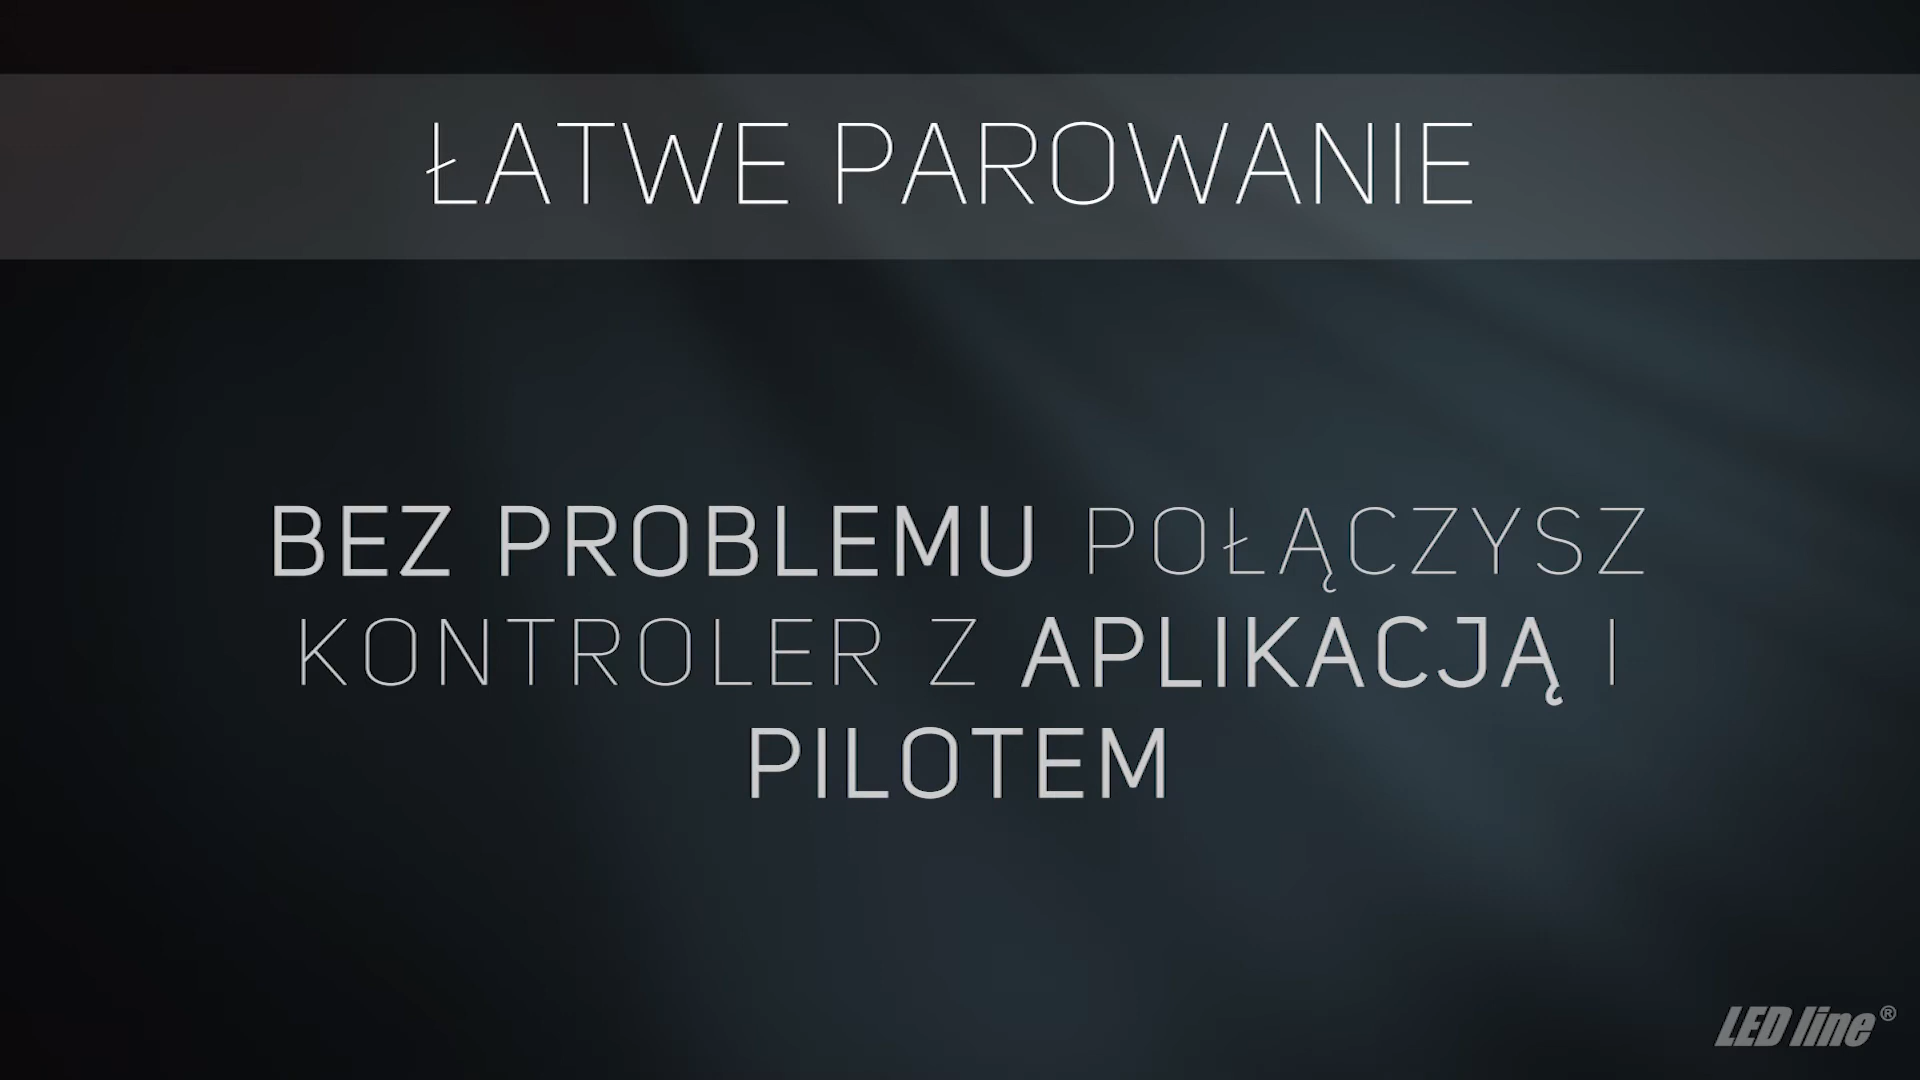 ŁATWE PAROWANIE
BEZ PROBLEMU POŁĄCZYSZ
KONTROLER Z APLIKACJĄ I
PILOTEM
LED line®